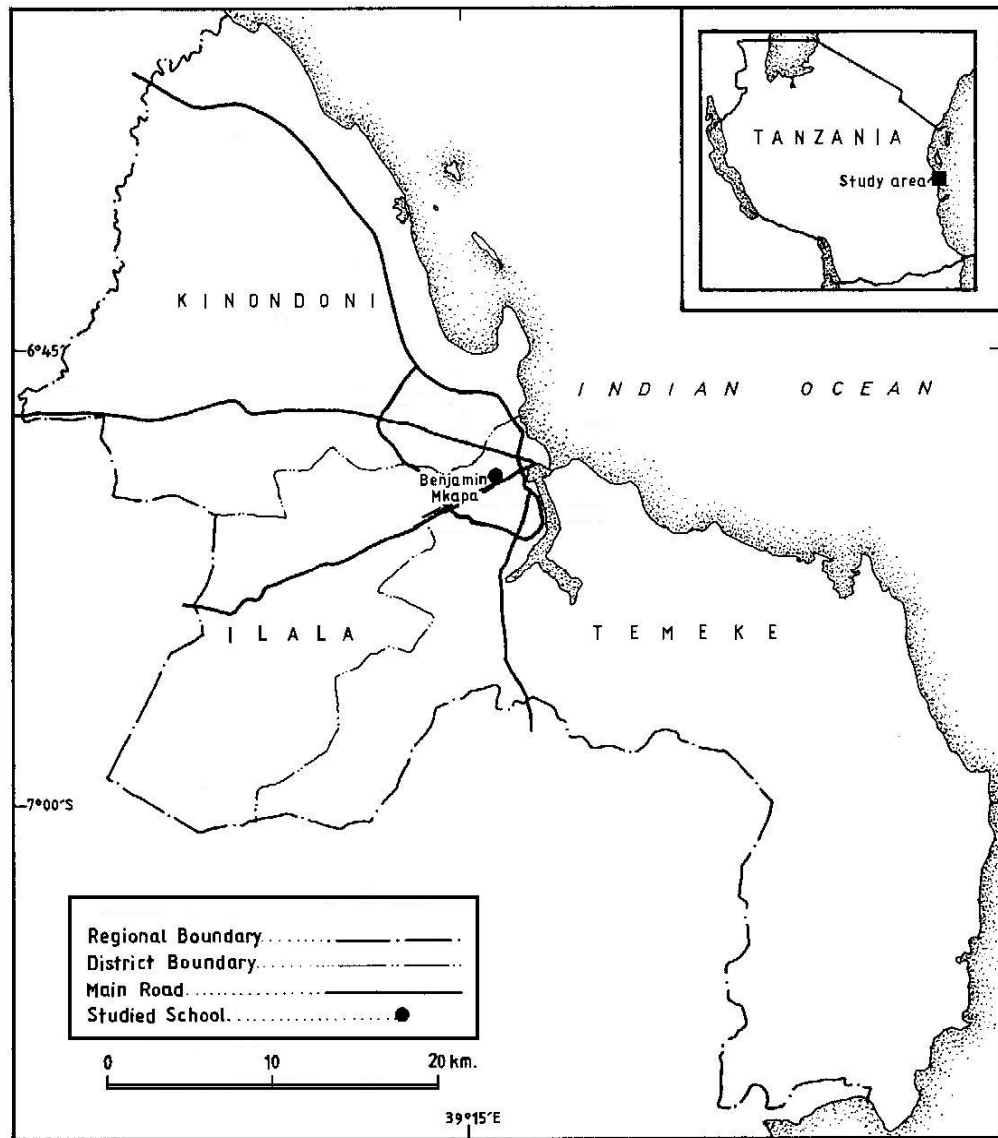 TANZANIA
Study area
KINONDONI
6°45'
INDIAN OCEAN
Benjamin
Mkapa
ILALA
TEMEKE
7°00'S
Regional Boundary
District Boundary
Main Road
Studied School
0 10 20 km.
39°15'E